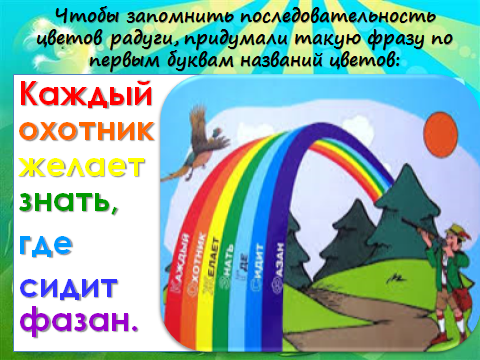 Чтобы запомнить последовательность
цветов радуги, придумали такую фразу по
первым буквам названий цветов:
Каждый
охотник
желает
знать,
где
сидит
фазан.
КАЖДЫЙ
ОХОТНИК
ЖЕЛАЕТ
ЗНАТЬ
ГДЕ
СИДИТ
ФАЗАН